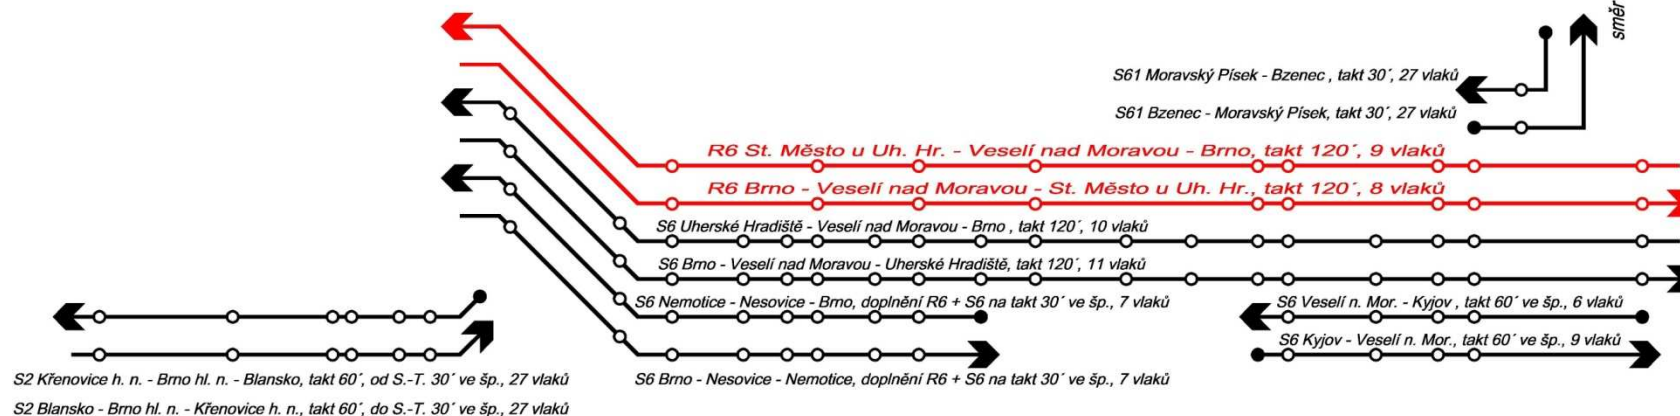 směr
S61 Moravský Písek - Bzenec , takt 30´, 27 vlaků
S61 Bzenec - Moravský Písek, takt 30´, 27 vlaků
R6 St. Město u Uh. Hr. - Veselí nad Moravou - Brno, takt 120´, 9 vlaků
R6 Brno - Veselí nad Moravou - St. Město u Uh. Hr., takt 120´, 8 vlaků
S6 Uherské Hradiště - Veselí nad Moravou - Brno , takt 120´, 10 vlaků
S6 Brno - Veselí nad Moravou - Uherské Hradiště, takt 120´, 11 vlaků
S6 Nemotice - Nesovice - Brno, doplnění R6 + S6 na takt 30´ ve šp., 7 vlaků
S6 Veselí n. Mor. - Kyjov , takt 60´ ve šp., 6 vlaků
S6 Kyjov - Veselí n. Mor., takt 60´ ve šp., 9 vlaků
S2 Křenovice h. n. - Brno hl. n. - Blansko, takt 60´, od S.-T. 30´ ve šp., 27 vlaků
S6 Brno - Nesovice - Nemotice, doplnění R6 + S6 na takt 30´ ve šp., 7 vlaků
S2 Blansko - Brno hl. n. - Křenovice h. n., takt 60´, do S.-T. 30´ ve šp., 27 vlaků